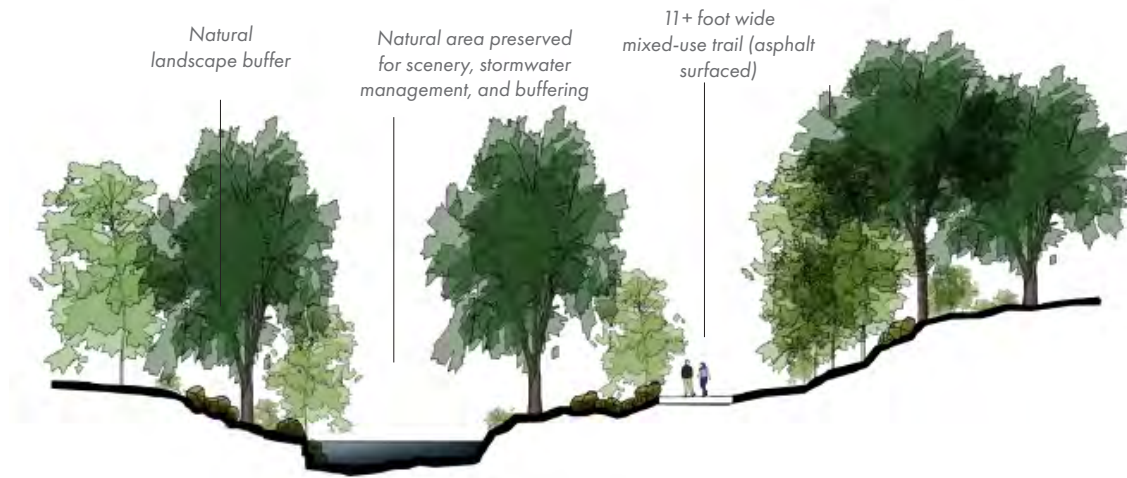 Natural
landscape buffer
Natural area preserved
for scenery, stormwater
management, and buffering
11+ foot wide
mixed-use trail (asphalt
surfaced)